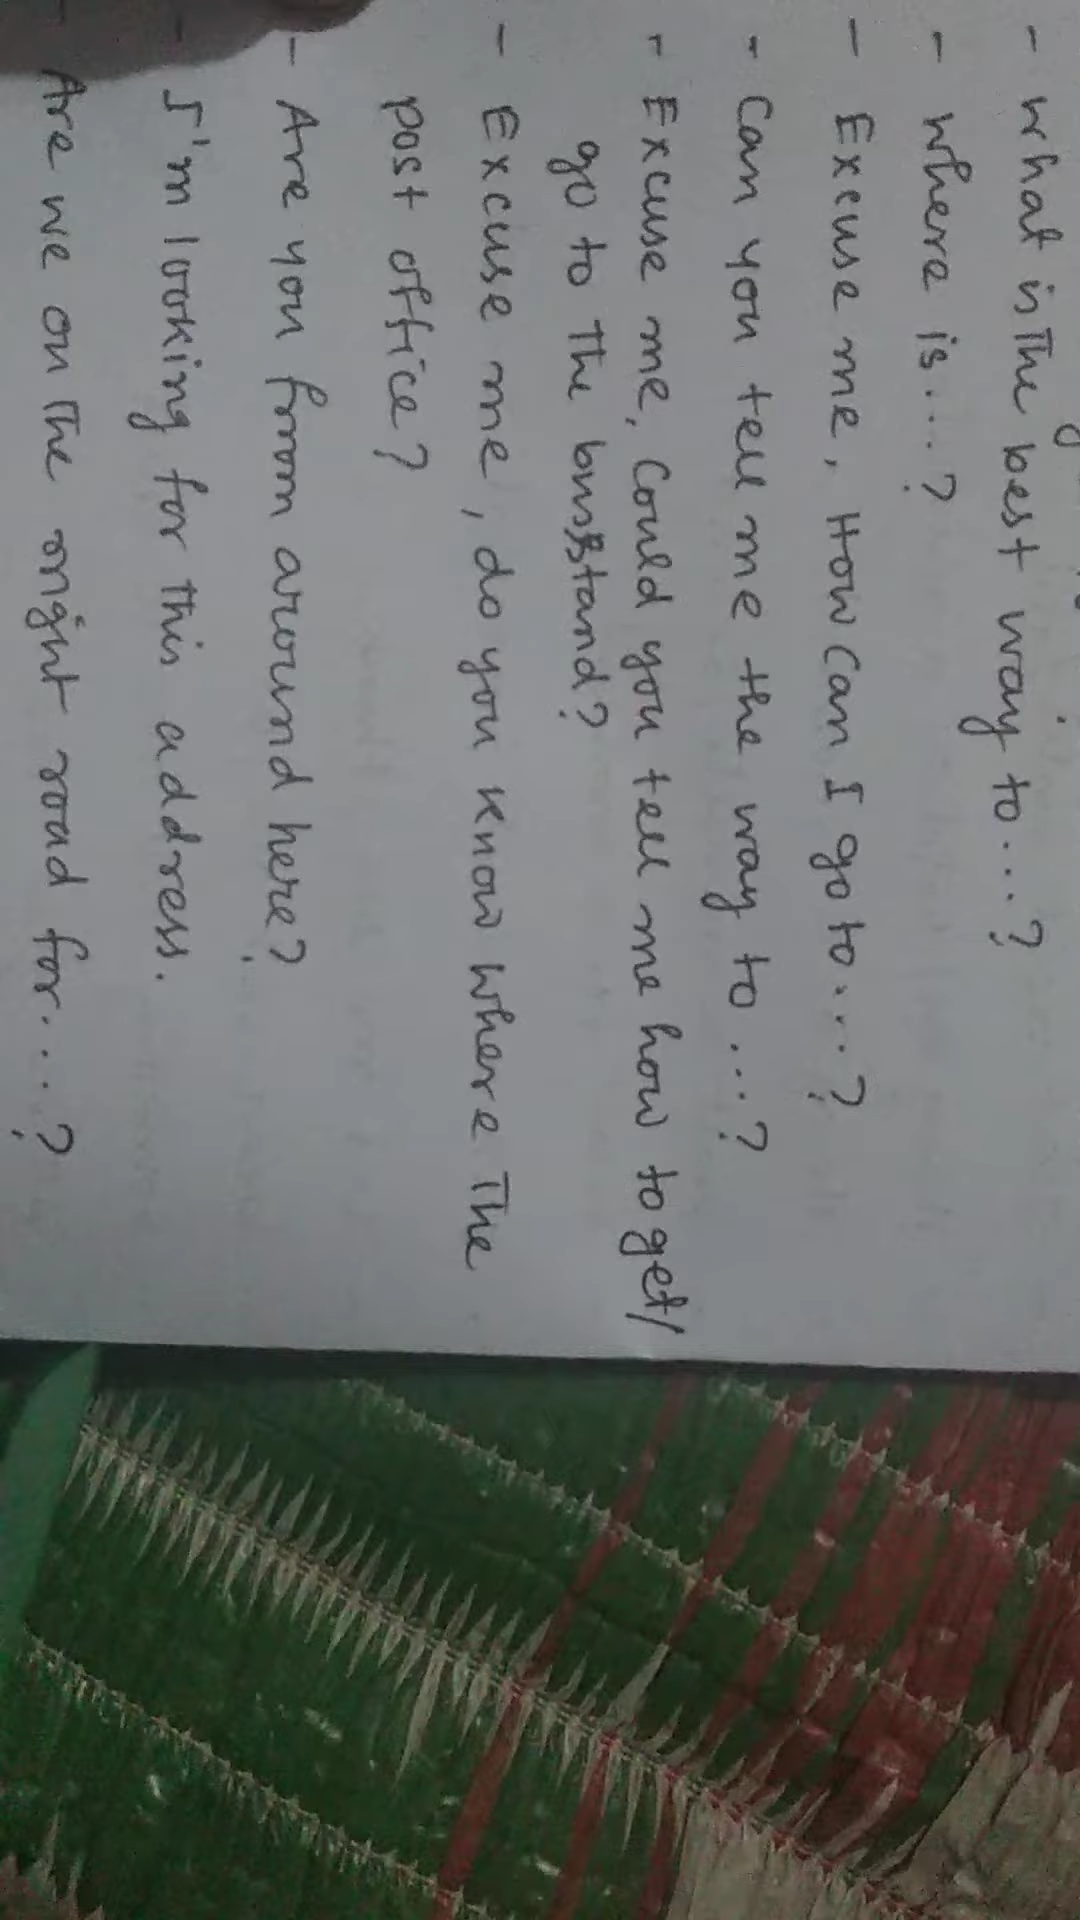 - What is The best way to....?
- Where is....?
- Excuse me, How Can I go to....?
- Can you tell me the way to...?
- Excuse me, Could you tell me how to get/
go to The busstand?
- Excuse me, do you know where The
post office?
- Are you from around here?
- I'm looking for this address.
Are we on The right road for....?